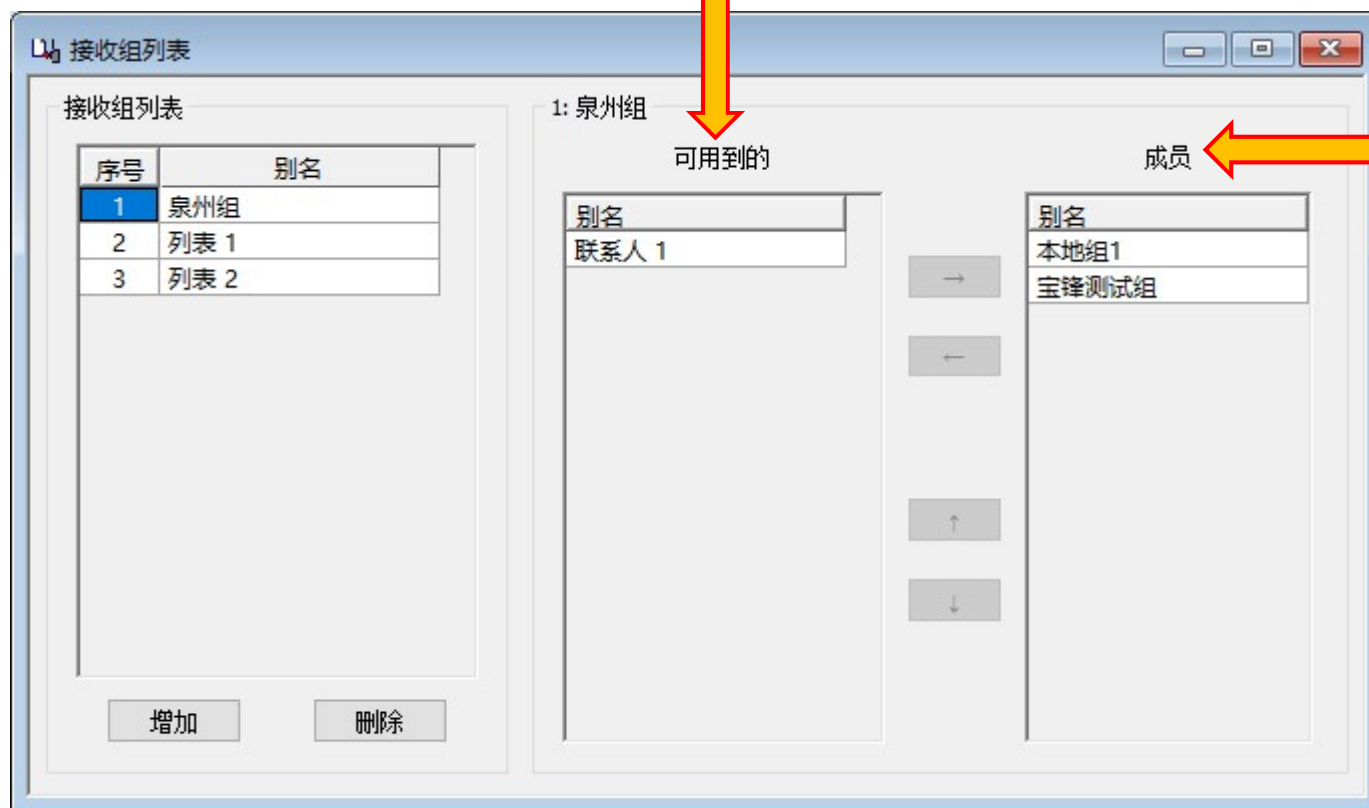 接收组列表
接收组列表
序号 别名
1 泉州组
2 列表 1
3 列表 2
增加 删除
1: 泉州组
可用到的
别名
联系人 1
→
←
↑
↓
成员
别名
本地组1
宝锋测试组